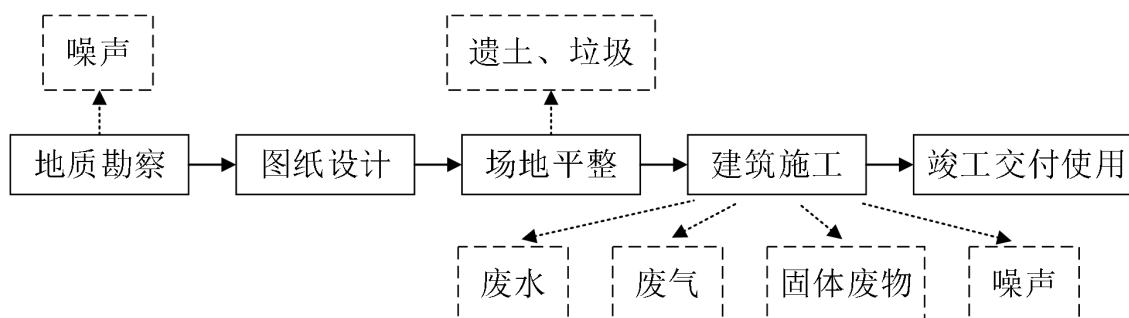 噪声
遗土、垃圾
地质勘察
图纸设计
场地平整
建筑施工
竣工交付使用
废水
废气
固体废物
噪声